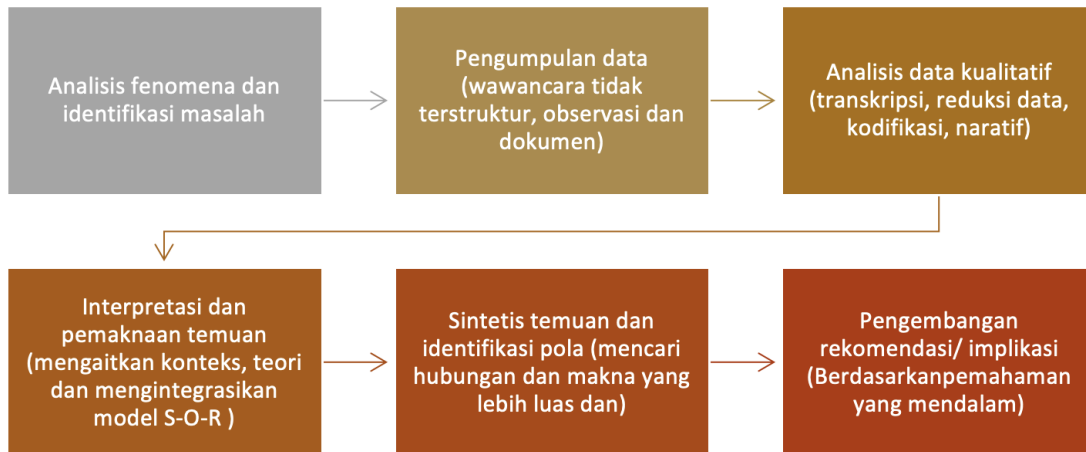 Analisis fenomena dan
identifikasi masalah
Pengumpulan data
(wawancara tidak
terstruktur, observasi dan
dokumen)
Analisis data kualitatif
(transkripsi, reduksi data,
kodifikasi, naratif)
Interpretasi dan
pemaknaan temuan
(mengaitkan konteks, teori
dan mengintegrasikan
model S-O-R )
Sintetis temuan dan
identifikasi pola (mencari
hubungan dan makna yang
lebih luas dan)
Pengembangan
rekomendasi/ implikasi
(Berdasarkanpemahaman
yang mendalam)